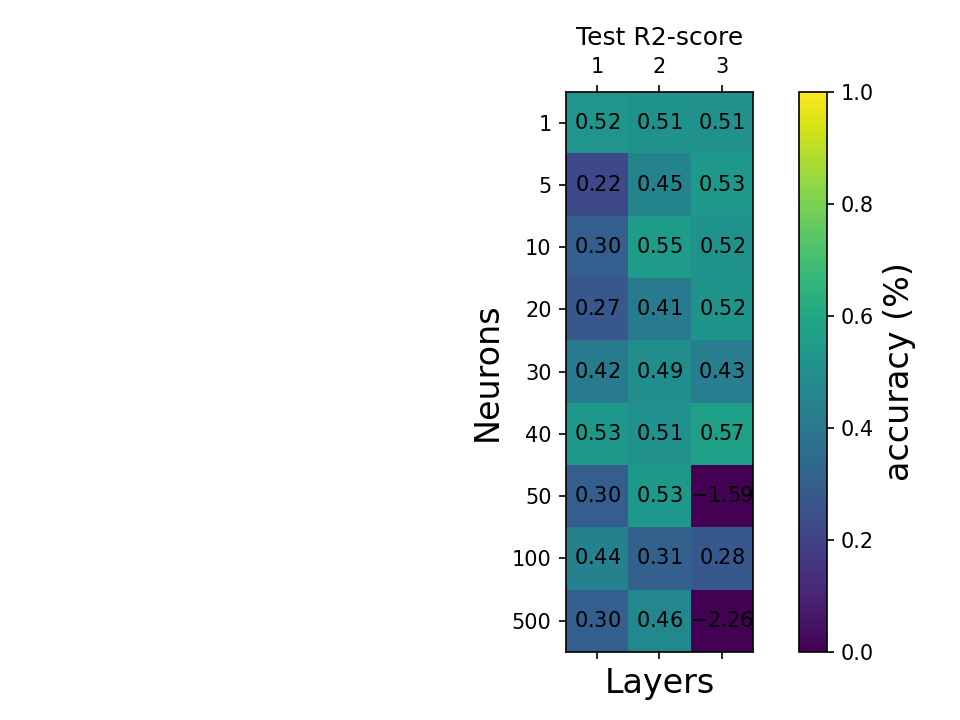 Test R2-score
1 2 3
1 0.52 0.51 0.51 1.0
5 0.22 0.45 0.53 0.8
10 0.30 0.55 0.52
20 0.27 0.41 0.52 0.6
30 0.42 0.49 0.43
40 0.53 0.51 0.57 0.4
50 0.30 0.53 −1.59
100 0.44 0.31 0.28 0.2
500 0.30 0.46 −2.26 0.0
Neurons
Layers
accuracy (%)